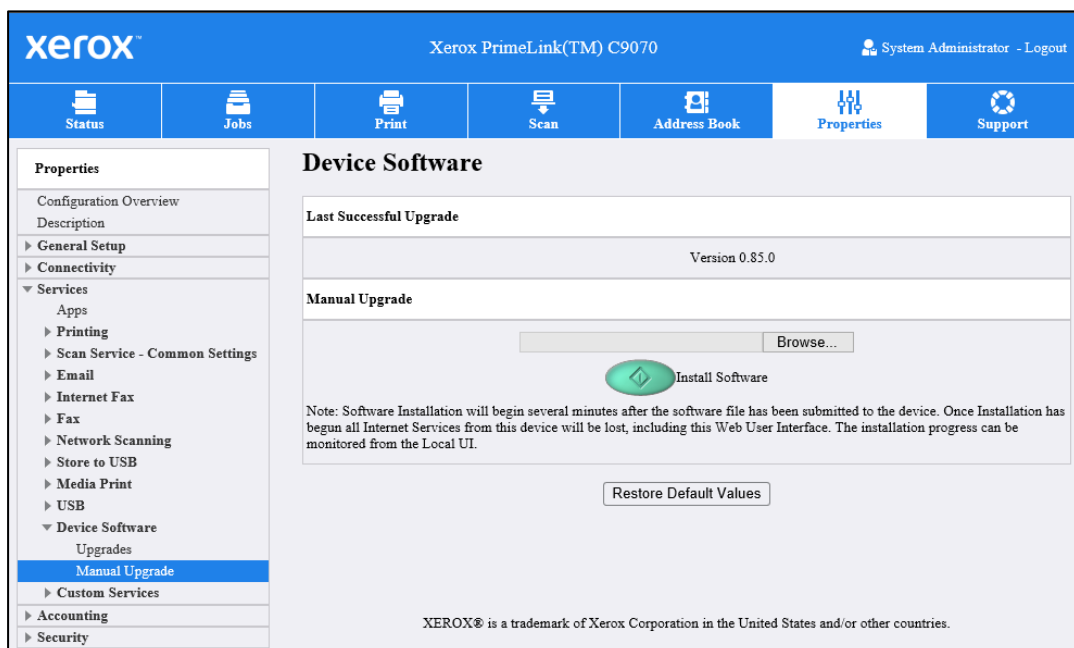 xerox™
Xerox PrimeLink(TM) C9070
System Administrator - Logout
Status
Jobs
Print
Scan
Address Book
Properties
Support
Properties
Configuration Overview
Description
General Setup
Connectivity
Services
Apps
Printing
Scan Service - Common Settings
Email
Internet Fax
Fax
Network Scanning
Store to USB
Media Print
USB
Device Software
Upgrades
Manual Upgrade
Custom Services
Accounting
Security
Device Software
Last Successful Upgrade
Version 0.85.0
Manual Upgrade
Browse...
Install Software
Note: Software Installation will begin several minutes after the software file has been submitted to the device. Once Installation has
begun all Internet Services from this device will be lost, including this Web User Interface. The installation progress can be
monitored from the Local UI.
Restore Default Values
XEROX® is a trademark of Xerox Corporation in the United States and/or other countries.